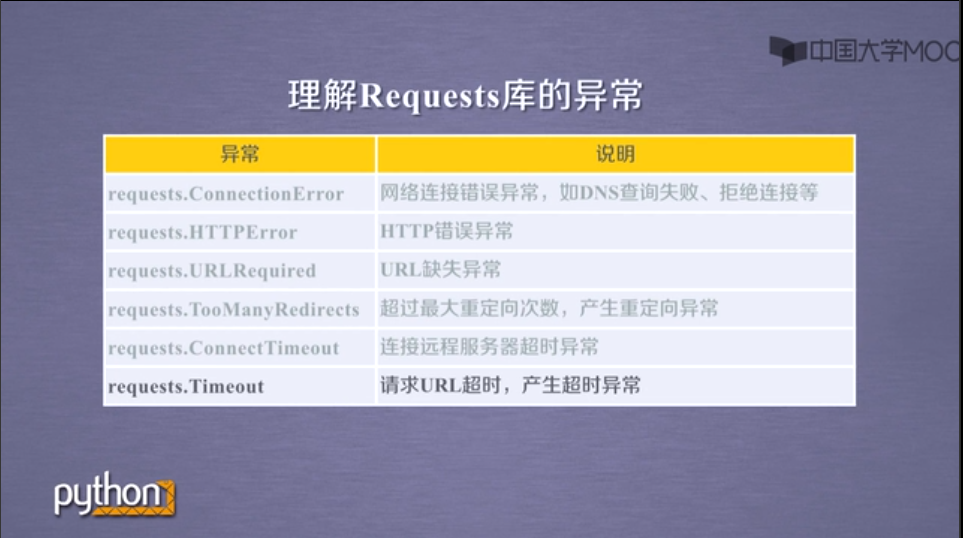 中国大学MOO
理解Requests库的异常
异常 说明
requests.ConnectionError 网络连接错误异常，如DNS查询失败、拒绝连接等
requests.HTTPError HTTP错误异常
requests.URLRequired URL缺失异常
requests.TooManyRedirects 超过最大重定向次数，产生重定向异常
requests.ConnectTimeout 连接远程服务器超时异常
requests.Timeout 请求URL超时，产生超时异常
python